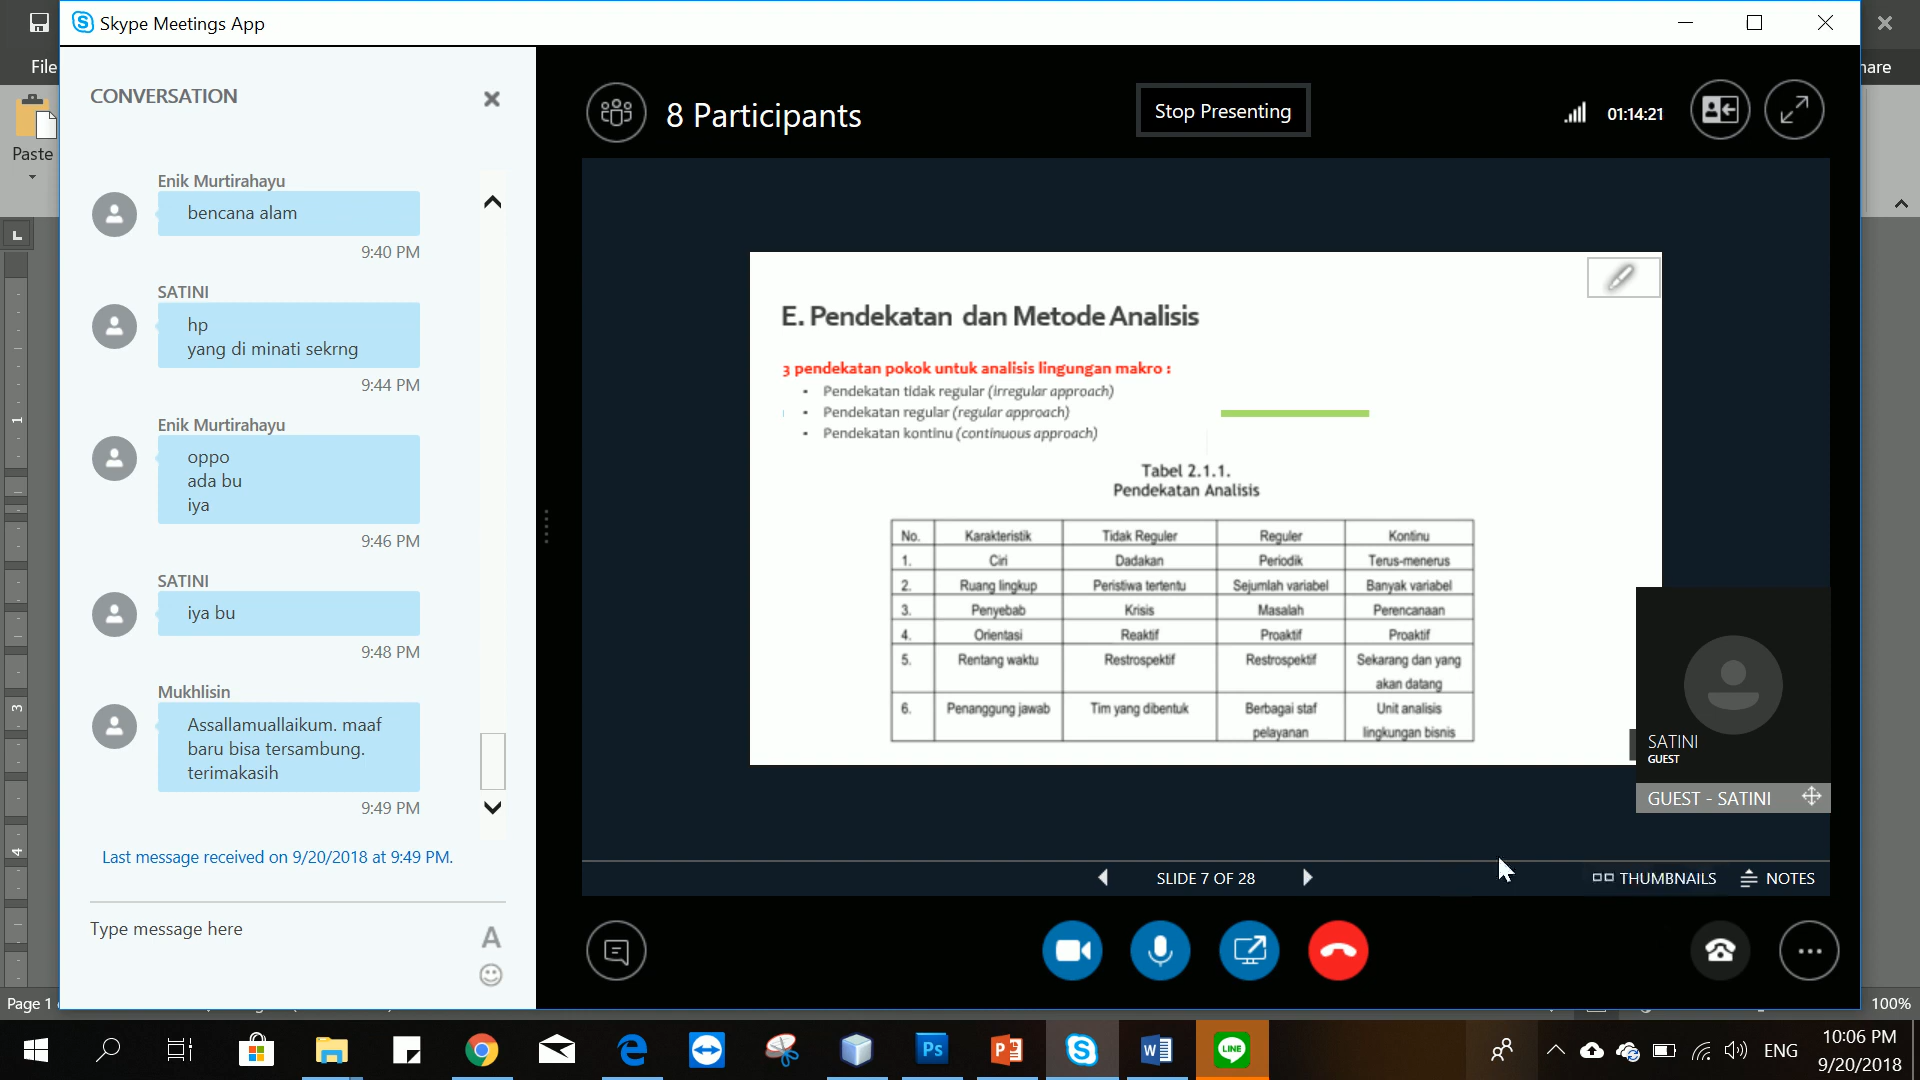 Skype Meetings App
File
hare
Paste
CONVERSATION
Enik Murtirahayu
bencana alam
9:40 PM
SATINI
hp
yang di minati sekrng
9:44 PM
Enik Murtirahayu
oppo
ada bu
iya
9:46 PM
SATINI
iya bu
9:48 PM
Mukhlisin
Assallamuallaikum. maaf
baru bisa tersambung.
terimakasih
9:49 PM
Last message received on 9/20/2018 at 9:49 PM.
Type message here
8 Participants
Stop Presenting
01:14:21
E. Pendekatan dan Metode Analisis
3 pendekatan pokok untuk analisis lingungan makro :
• Pendekatan tidak regular (irregular approach)
• Pendekatan regular (regular approach)
• Pendekatan kontinu (continuous approach)
Tabel 2.1.1.
Pendekatan Analisis
No. Karakteristik Tidak Reguler Reguler Kontinu
1. Ciri Dadakan Periodik Terus-menerus
2. Ruang lingkup Peristiwa tertentu Sejumlah variabel Banyak variabel
3. Penyebab Krisis Masalah Perencanaan
4. Orientasi Reaktif Proaktif Proaktif
5. Rentang waktu Restrospektif Restrospektif Sekarang dan yang
akan datang
6. Penanggung jawab Tim yang dibentuk Berbagai staf Unit analisis
pelayanan lingkungan bisnis
SATINI
GUEST
GUEST - SATINI
SLIDE 7 OF 28
THUMBNAILS
NOTES
Page 1
100%
Ps
LINE
ENG
10:06 PM
9/20/2018